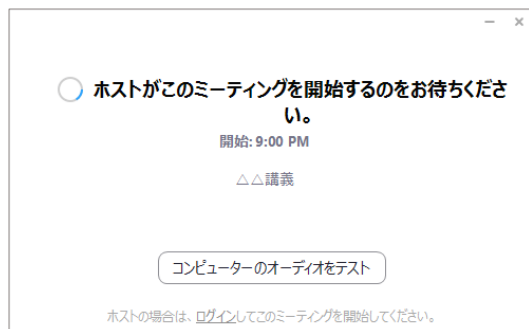 ホストがこのミーティングを開始するのをお待ちくださ
い。
開始: 9:00 PM
△△講義
コンピューターのオーディオをテスト
ホストの場合は、ログインしてこのミーティングを開始してください。